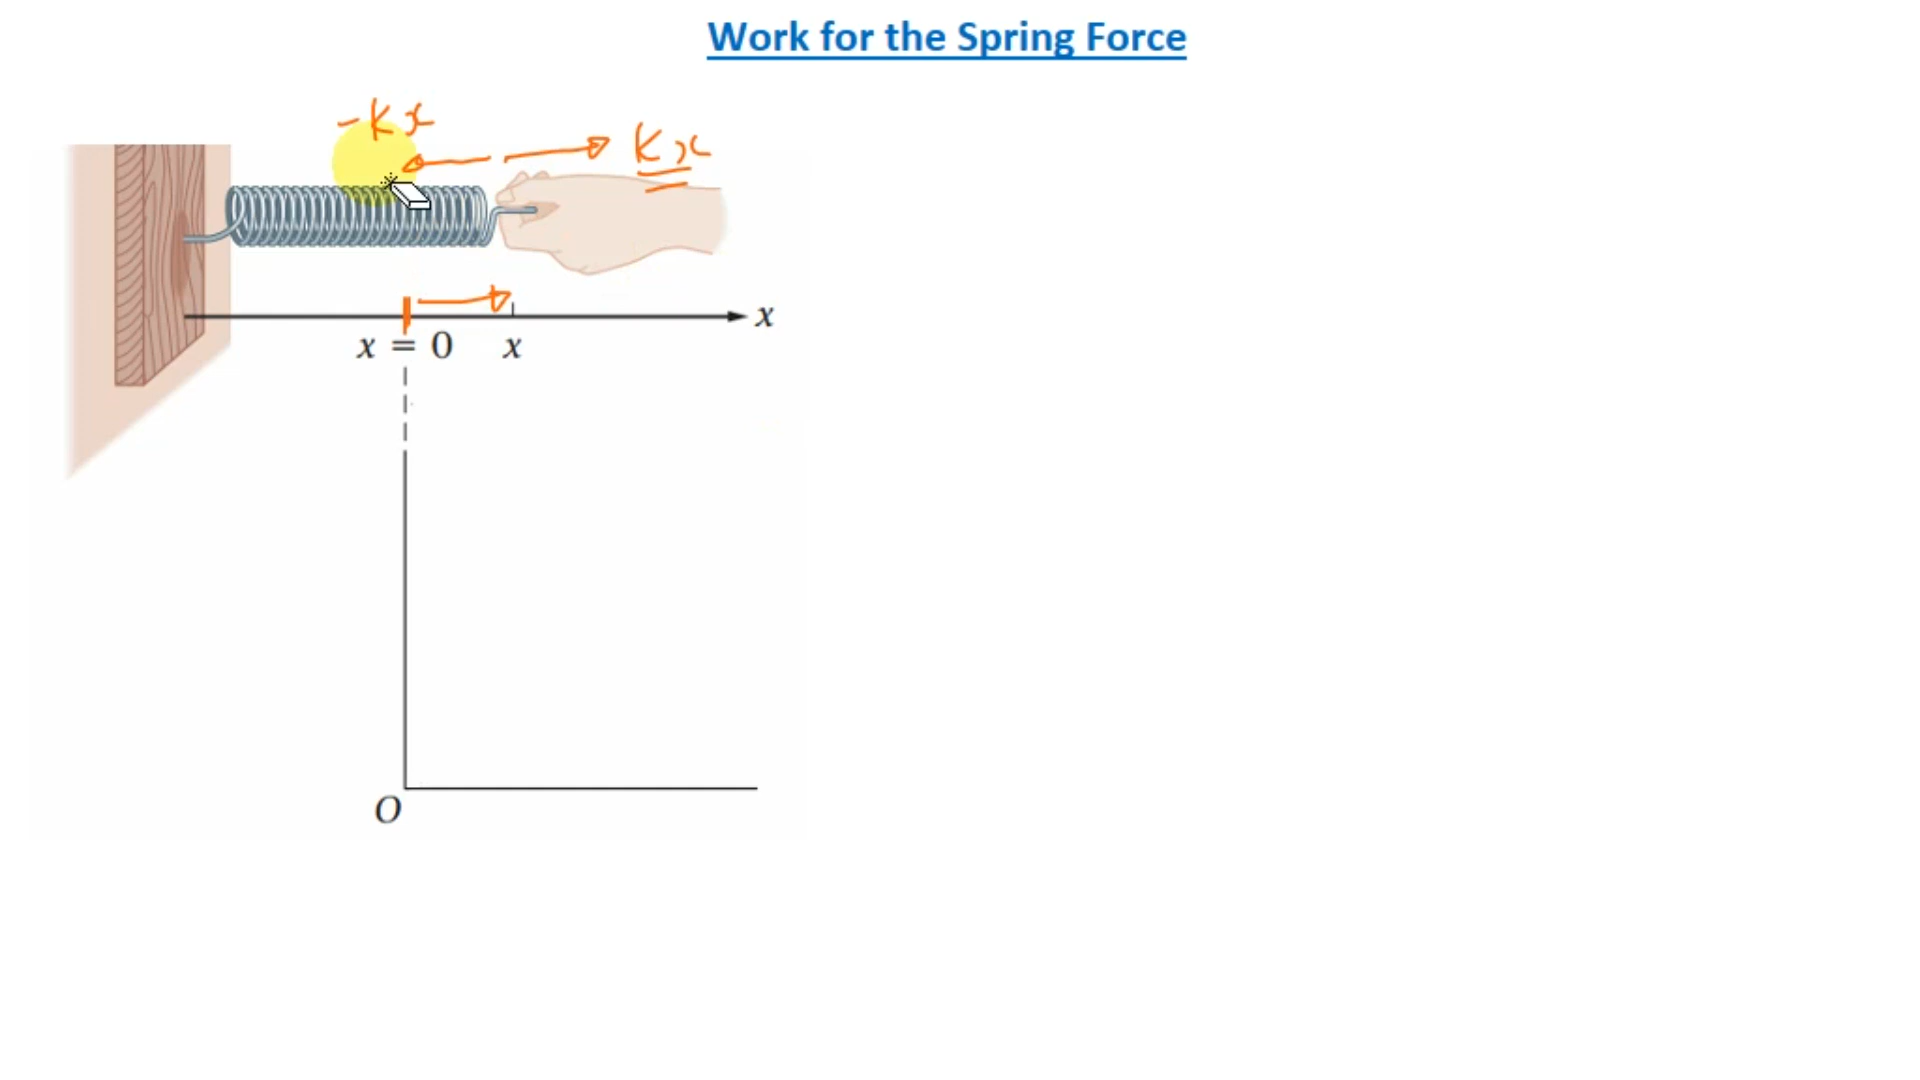 Work for the Spring Force
-kx
kx
x
x = 0 x
O